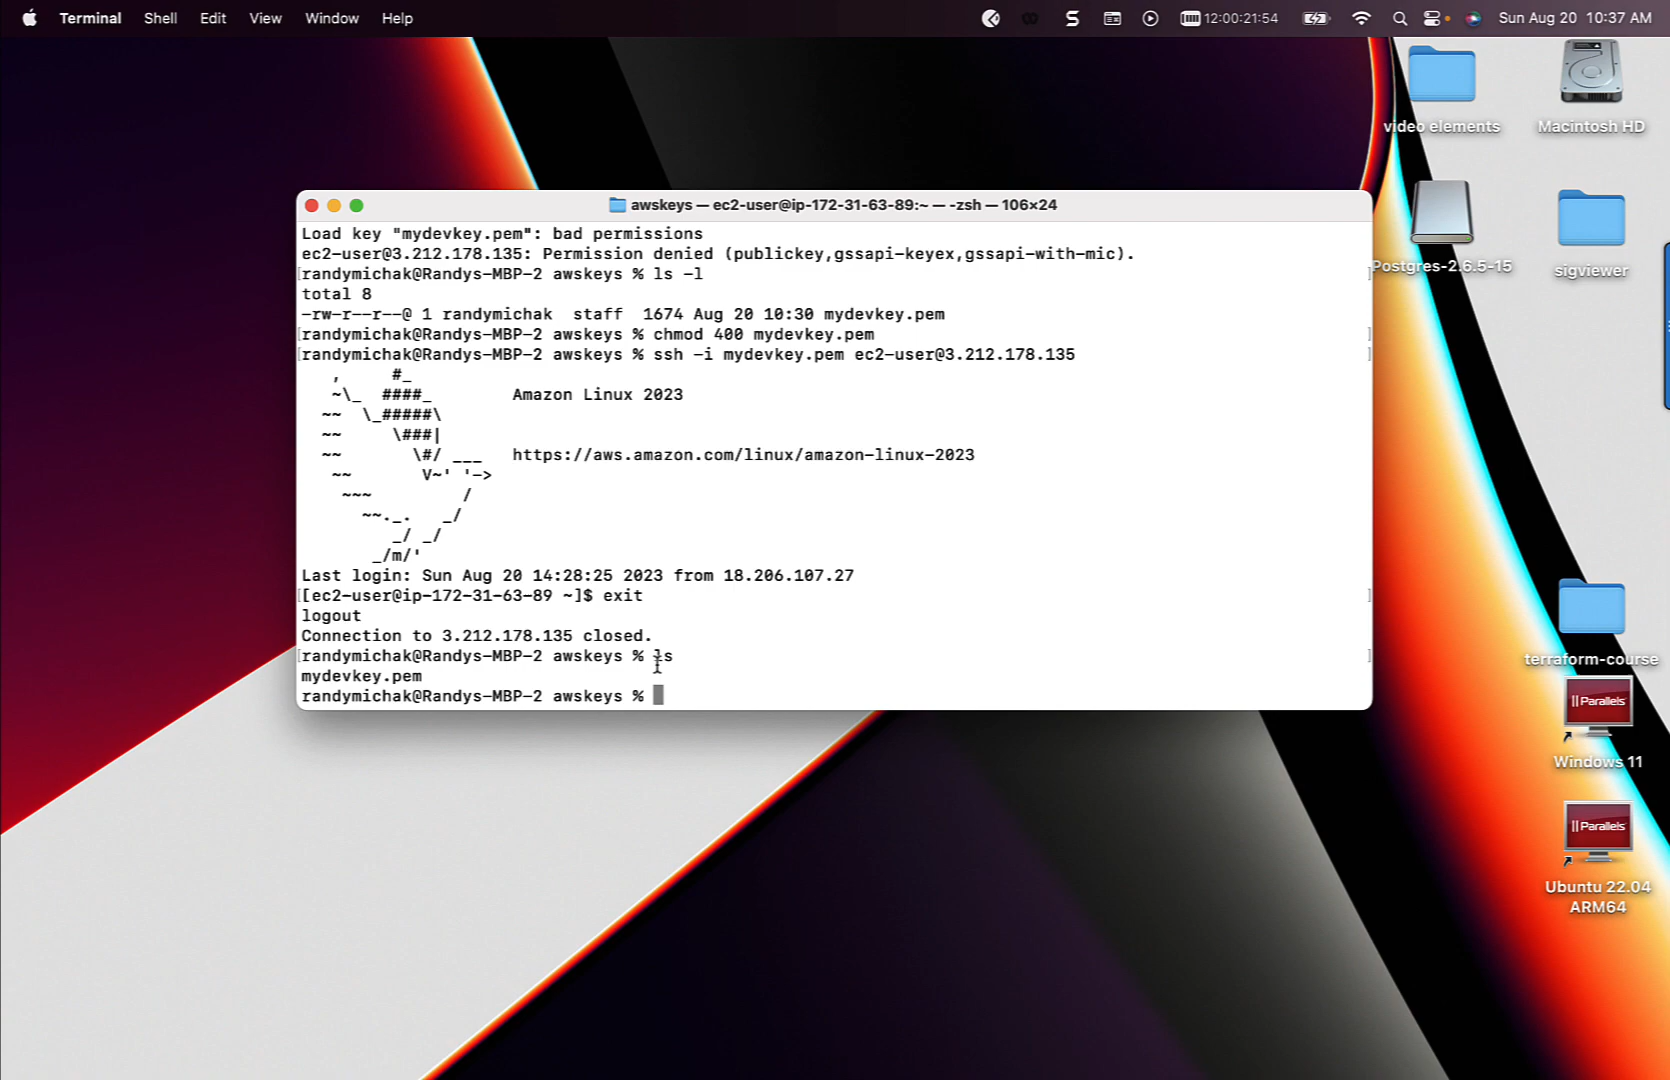 Terminal Shell Edit View Window Help 12:00:21:54 Sun Aug 20 10:37 AM
video elements
Macintosh HD
Postgres-2.6.5-15
sigviewer
terraform-course
|| Parallels
Windows 11
|| Parallels
Ubuntu 22.04
ARM64
awskeys — ec2-user@ip-172-31-63-89:~ — -zsh — 106×24
Load key "mydevkey.pem": bad permissions
ec2-user@3.212.178.135: Permission denied (publickey,gssapi-keyex,gssapi-with-mic).
[randymichak@Randys-MBP-2 awskeys % ls -l ]
total 8
-rw-r--r--@ 1 randymichak  staff  1674 Aug 20 10:30 mydevkey.pem
[randymichak@Randys-MBP-2 awskeys % chmod 400 mydevkey.pem ]
[randymichak@Randys-MBP-2 awskeys % ssh -i mydevkey.pem ec2-user@3.212.178.135 ]
   ,     #_
   ~\_  ####_        Amazon Linux 2023
  ~~  \_#####\
  ~~     \###|
  ~~       \#/ ___   https://aws.amazon.com/linux/amazon-linux-2023
   ~~       V~' '->
    ~~~         /
      ~~._.   _/
         _/ _/
       _/m/'
Last login: Sun Aug 20 14:28:25 2023 from 18.206.107.27
[[ec2-user@ip-172-31-63-89 ~]$ exit ]
logout
Connection to 3.212.178.135 closed.
[randymichak@Randys-MBP-2 awskeys % ls ]
mydevkey.pem
randymichak@Randys-MBP-2 awskeys %